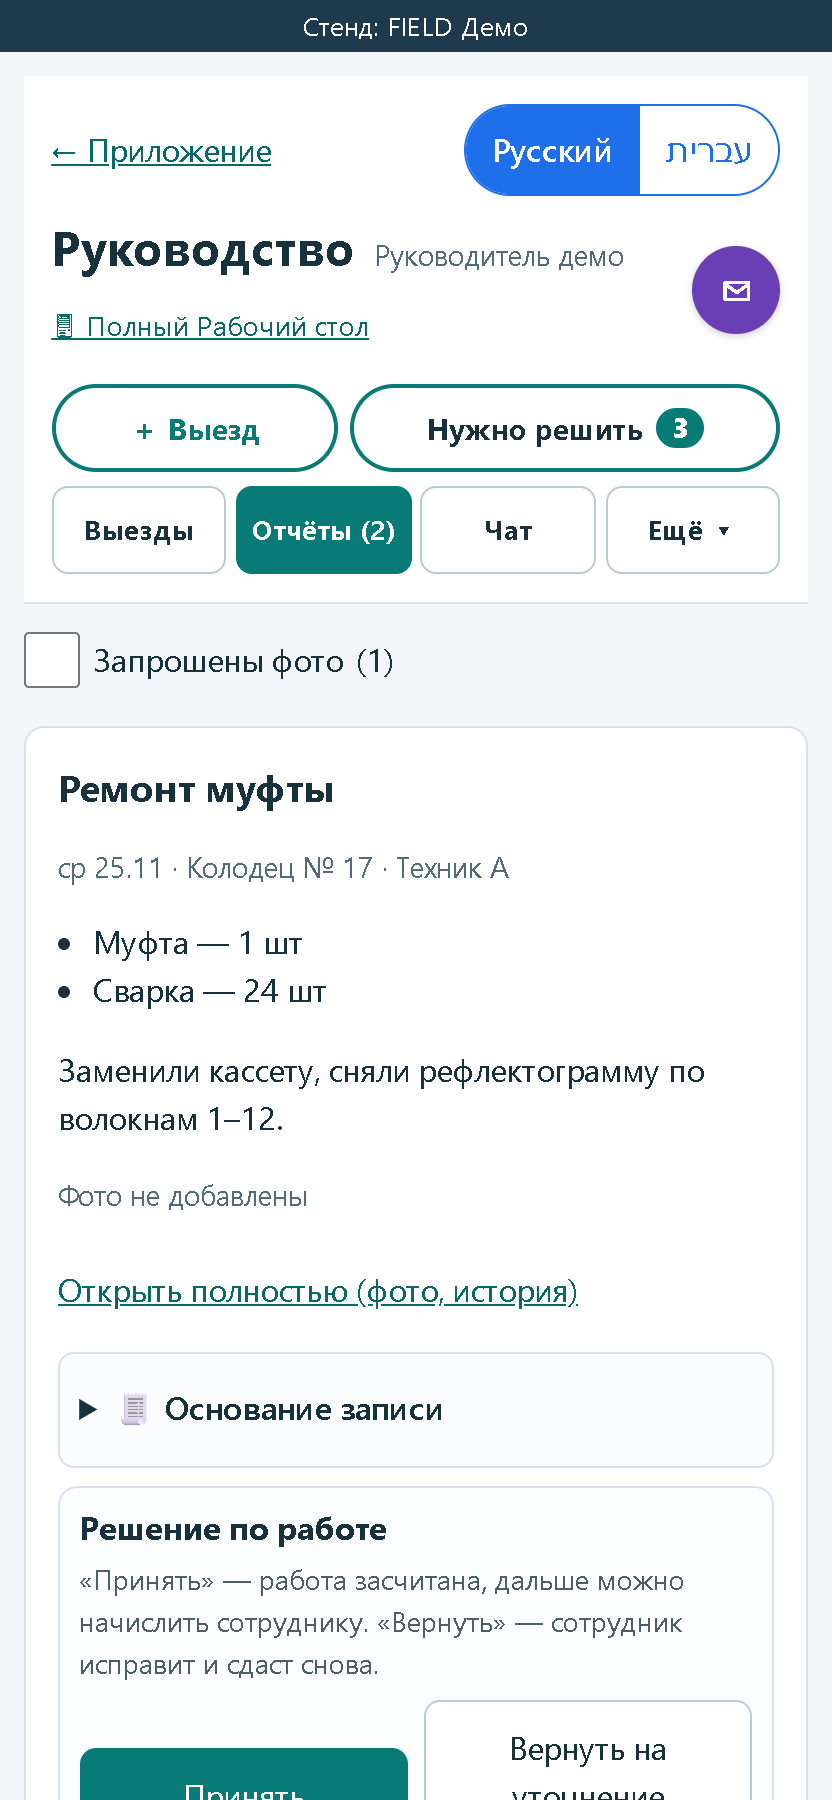 Стенд: FIELD Демо
← Приложение
Русский
עברית
Руководство Руководитель демо
Полный Рабочий стол
+ Выезд
Нужно решить 3
Выезды
Отчёты (2)
Чат
Ещё ▼
Запрошены фото (1)
Ремонт муфты
ср 25.11 · Колодец № 17 · Техник А
• Муфта — 1 шт
• Сварка — 24 шт
Заменили кассету, сняли рефлектограмму по
волокнам 1–12.
Фото не добавлены
Открыть полностью (фото, история)
▶ Основание записи
Решение по работе
«Принять» — работа засчитана, дальше можно
начислить сотруднику. «Вернуть» — сотрудник
исправит и сдаст снова.
Принять
Вернуть на
уточнение